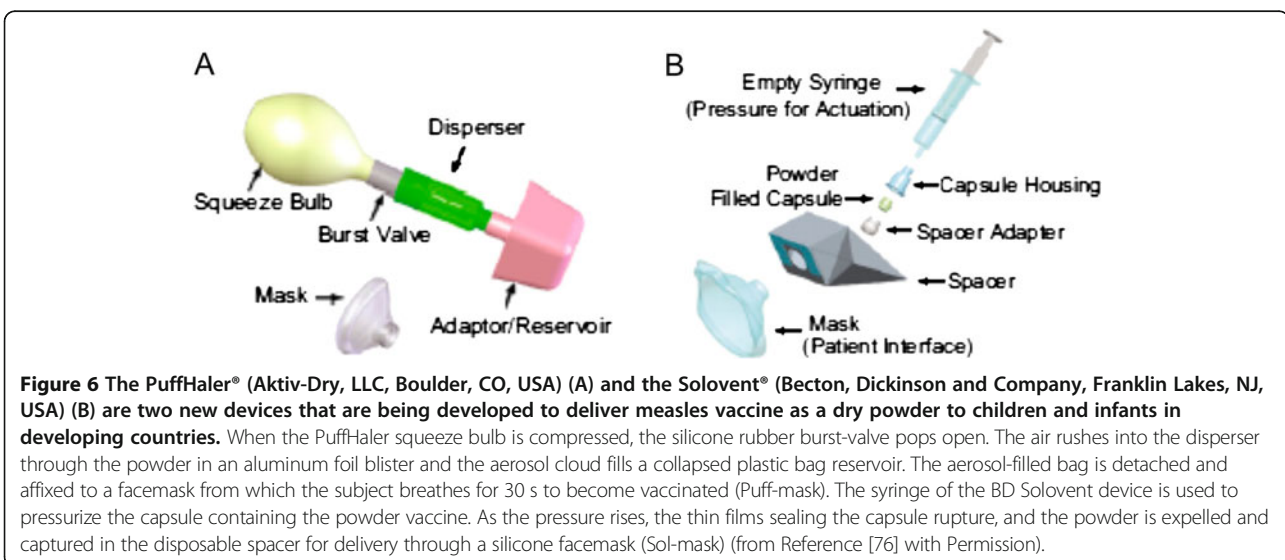 A
B
Empty Syringe
(Pressure for Actuation)
Disperser
Powder
Filled Capsule
Capsule Housing
Squeeze Bulb
Spacer Adapter
Burst Valve
Spacer
Mask
Adaptor/Reservoir
Mask
(Patient Interface)
Figure 6 The PuffHaler® (Aktiv-Dry, LLC, Boulder, CO, USA) (A) and the Solovent® (Becton, Dickinson and Company, Franklin Lakes, NJ,
USA) (B) are two new devices that are being developed to deliver measles vaccine as a dry powder to children and infants in
developing countries. When the PuffHaler squeeze bulb is compressed, the silicone rubber burst-valve pops open. The air rushes into the disperser
through the powder in an aluminum foil blister and the aerosol cloud fills a collapsed plastic bag reservoir. The aerosol-filled bag is detached and
affixed to a facemask from which the subject breathes for 30 s to become vaccinated (Puff-mask). The syringe of the BD Solovent device is used to
pressurize the capsule containing the powder vaccine. As the pressure rises, the thin films sealing the capsule rupture, and the powder is expelled and
captured in the disposable spacer for delivery through a silicone facemask (Sol-mask) (from Reference [76] with Permission).